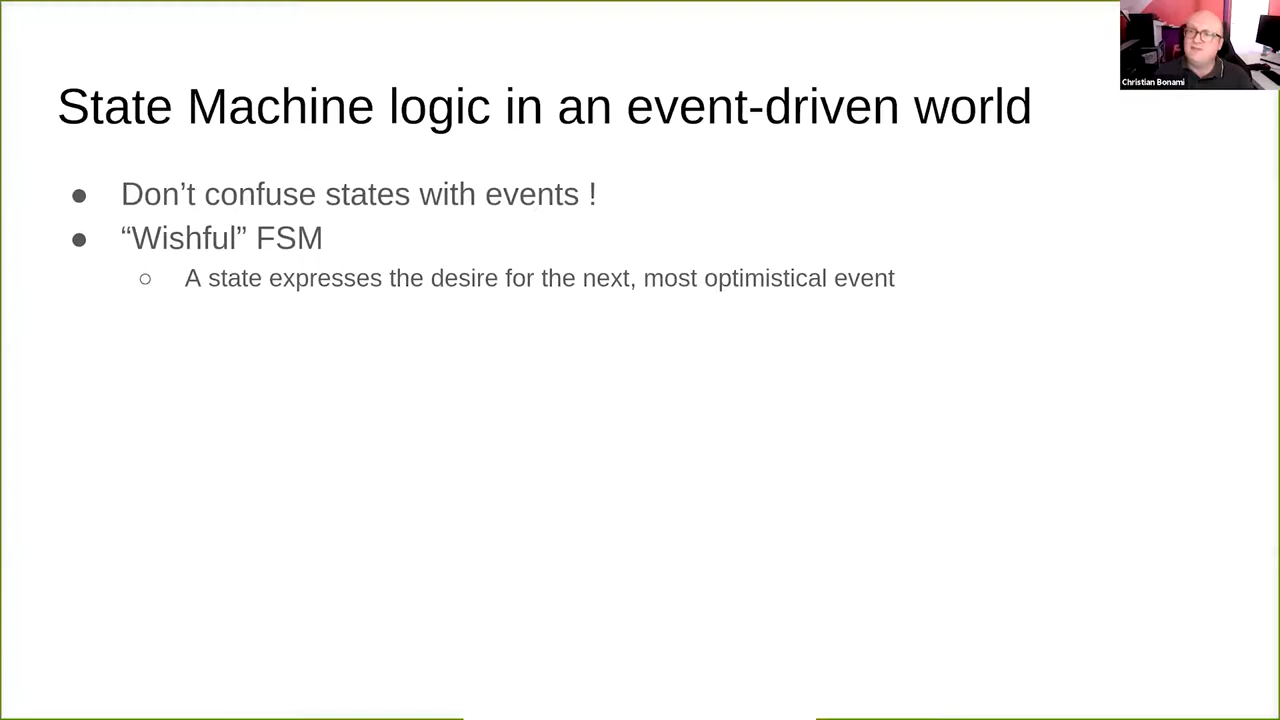 Christian Bonami
State Machine logic in an event-driven world
● Don’t confuse states with events !
● “Wishful” FSM
○ A state expresses the desire for the next, most optimistical event